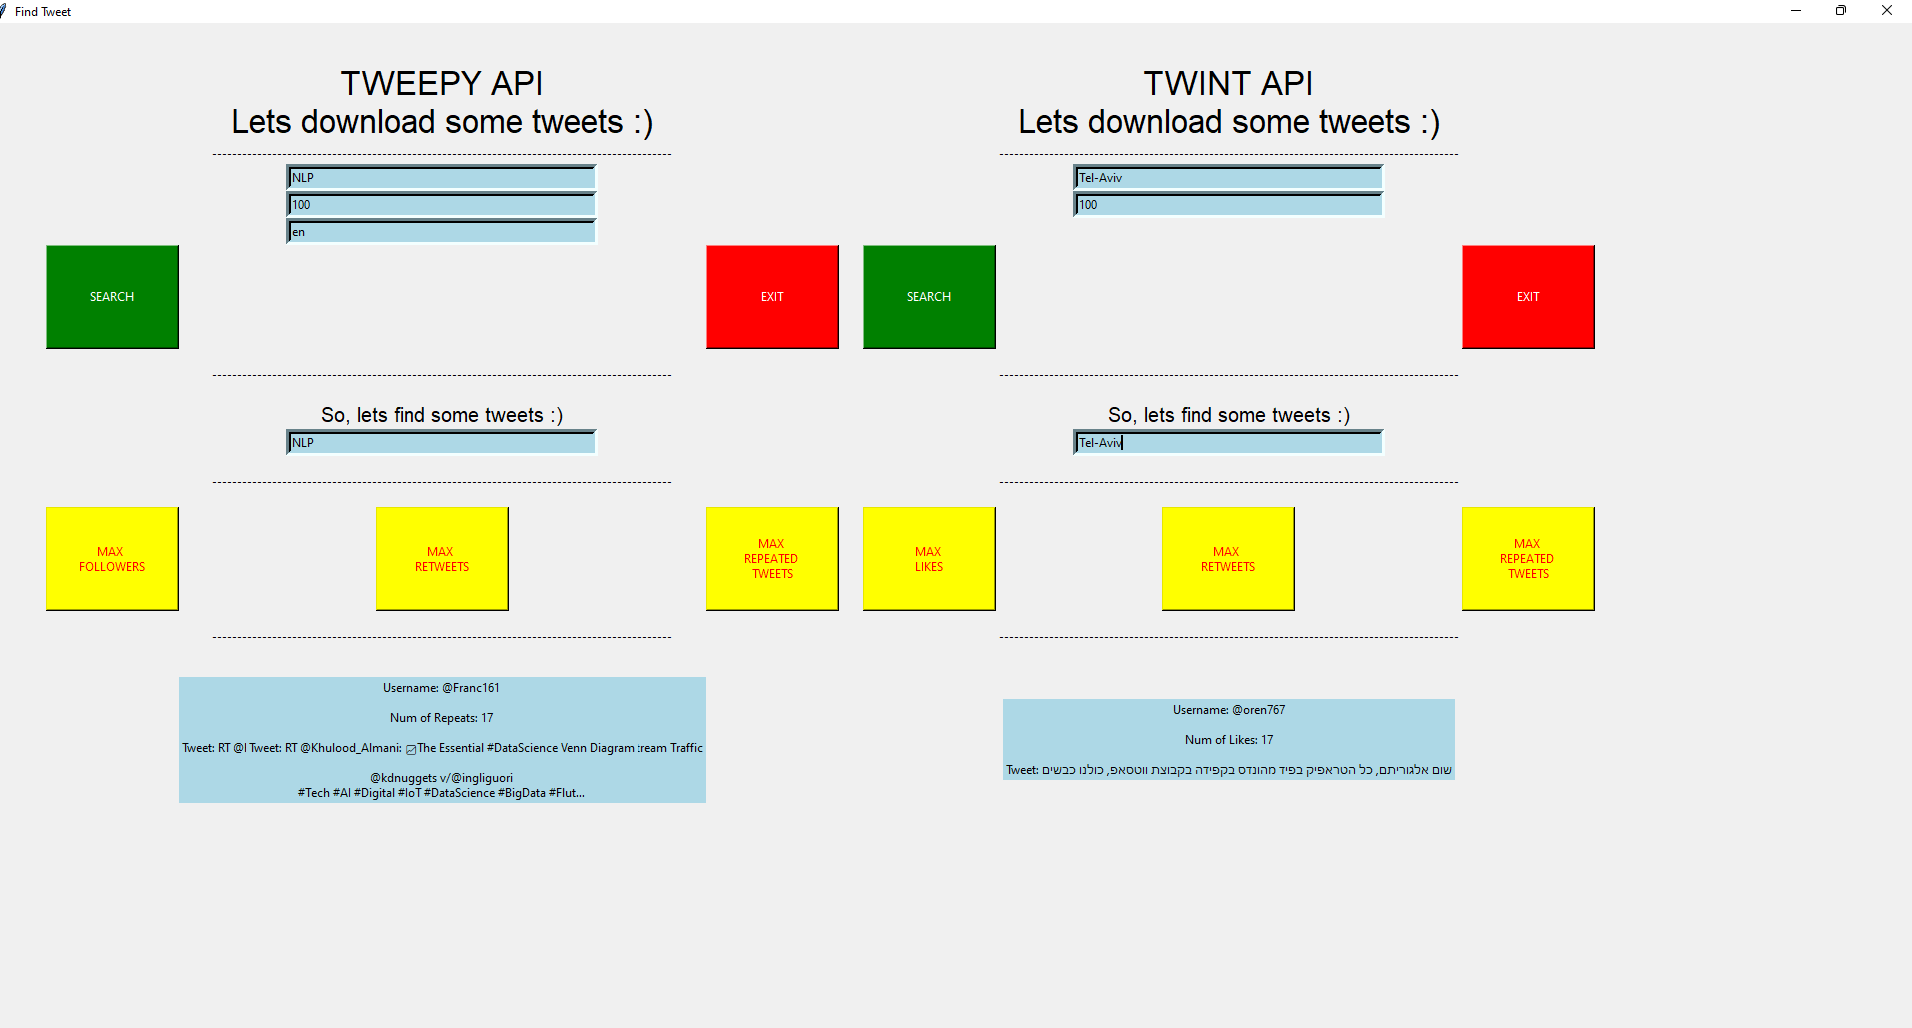 Find Tweet
TWEEPY API
Lets download some tweets :)
NLP
100
en
SEARCH
EXIT
So, lets find some tweets :)
NLP
MAX
FOLLOWERS
MAX
RETWEETS
MAX
REPEATED
TWEETS
Username: @Franc161
Num of Repeats: 17
Tweet: RT @I Tweet: RT @Khulood_Almani: The Essential #DataScience Venn Diagram :ream Traffic
@kdnuggets v/@ingliguori
#Tech #AI #Digital #IoT #DataScience #BigData #Flut...
TWINT API
Lets download some tweets :)
Tel-Aviv
100
SEARCH
EXIT
So, lets find some tweets :)
Tel-Aviv
MAX
LIKES
MAX
RETWEETS
MAX
REPEATED
TWEETS
Username: @oren767
Num of Likes: 17
Tweet: שום אלגוריתם, כל הטראפיק בפיד מהונדס בקפידה בקבוצת ווטסאפ, כולנו כבשים